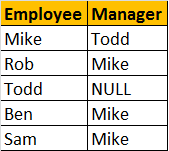 Employee Manager
Mike Todd
Rob Mike
Todd NULL
Ben Mike
Sam Mike